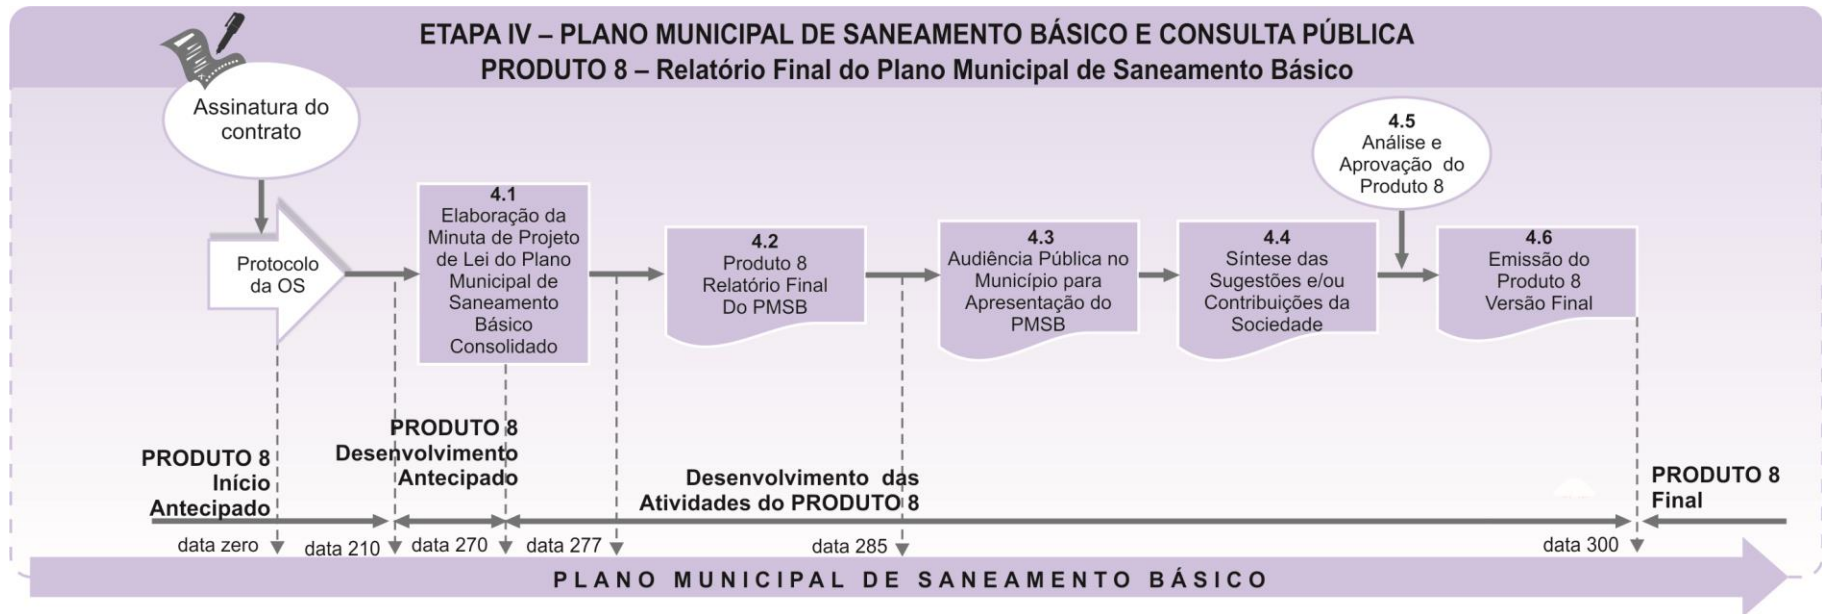 ETAPA IV – PLANO MUNICIPAL DE SANEAMENTO BÁSICO E CONSULTA PÚBLICA
PRODUTO 8 – Relatório Final do Plano Municipal de Saneamento Básico
Assinatura do
contrato
Protocolo
da OS
4.1
Elaboração da
Minuta de Projeto
de Lei do Plano
Municipal de
Saneamento
Básico
Consolidado
4.2
Produto 8
Relatório Final
Do PMSB
4.3
Audiência Pública no
Município para
Apresentação do
PMSB
4.4
Síntese das
Sugestões e/ou
Contribuições da
Sociedade
4.5
Análise e
Aprovação do
Produto 8
4.6
Emissão do
Produto 8
Versão Final
PRODUTO 8
Início
Antecipado
PRODUTO 8
Desenvolvimento
Antecipado
Desenvolvimento das
Atividades do PRODUTO 8
PRODUTO 8
Final
data zero
data 210
data 270
data 277
data 285
data 300
PLANO MUNICIPAL DE SANEAMENTO BÁSICO